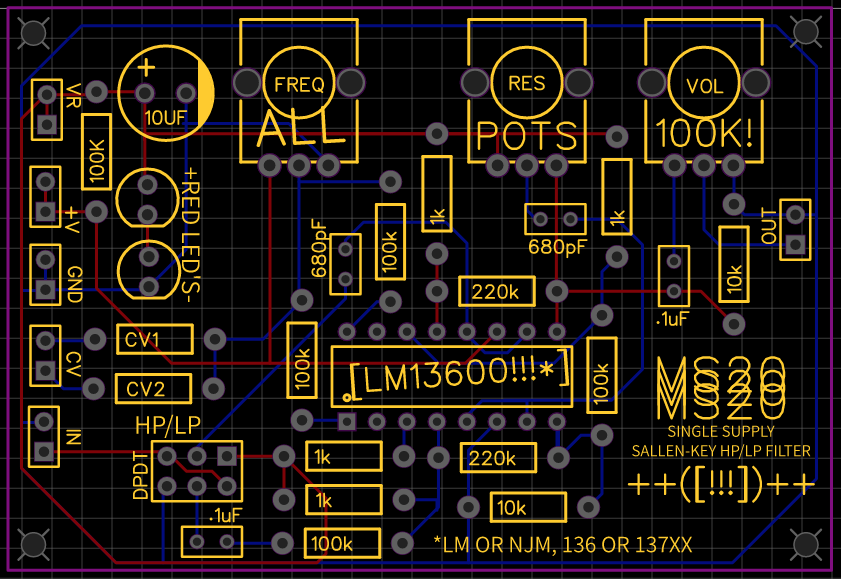 FREQ
RES
VOL
VR
+
10UF
ALL
POTS
100K!
100K
+V
+RED LED'S-
1k
1k
680pF
100k
680pF
OUT
10k
GND
220k
.1uF
CV
CV1
CV2
100k
[LM13600!!!*]
100k
MS20
MS20
SINGLE SUPPLY
SALLEN-KEY HP/LP FILTER
++([!!!])++
IN
HP/LP
DPDT
1k
220k
1k
10k
.1uF
100k
*LM OR NJM, 136 OR 137XX